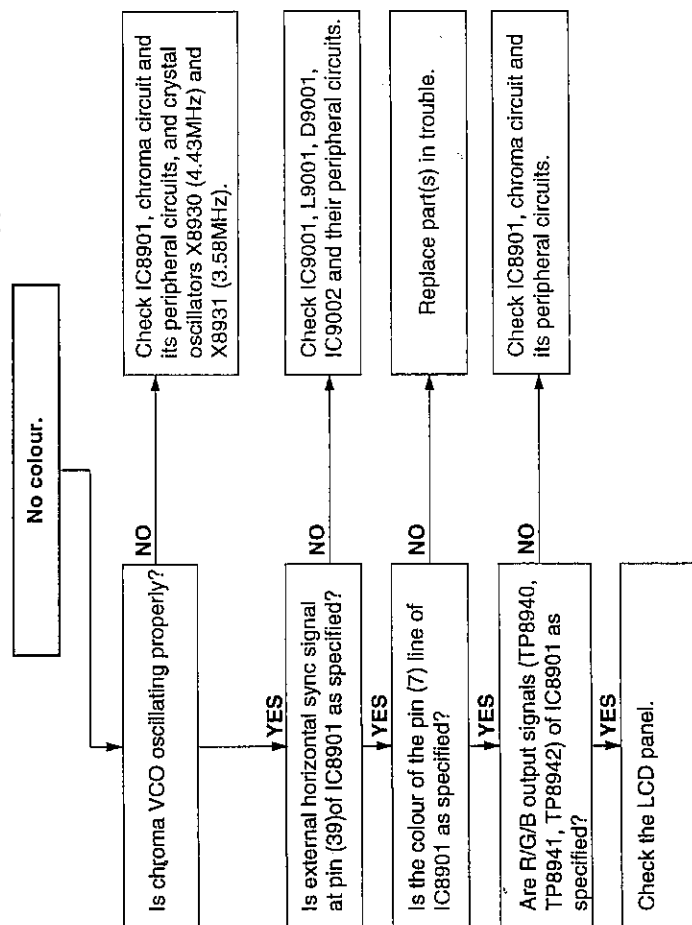 No colour.
Is chroma VCO oscillating properly?
NO
Check IC8901, chroma circuit and
its peripheral circuits, and crystal
oscillators X8930 (4.43MHz) and
X8931 (3.58MHz).
YES
Is external horizontal sync signal
at pin (39)of IC8901 as specified?
NO
Check IC9001, L9001, D9001,
IC9002 and their peripheral circuits.
YES
Is the colour of the pin (7) line of
IC8901 as specified?
NO
Replace part(s) in trouble.
YES
Are R/G/B output signals (TP8940,
TP8941, TP8942) of IC8901 as
specified?
NO
Check IC8901, chroma circuit and
its peripheral circuits.
YES
Check the LCD panel.